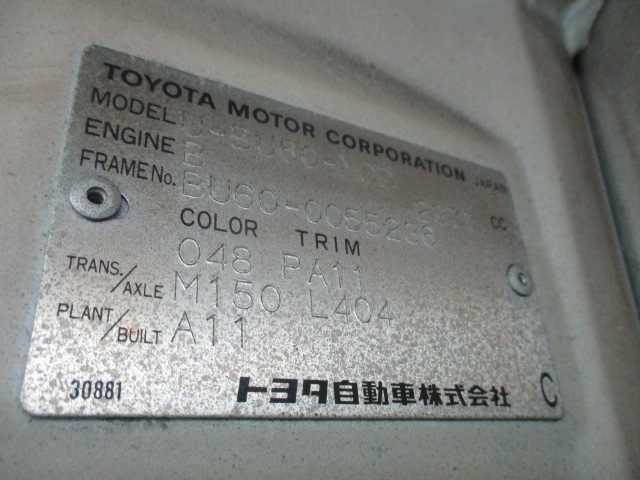 TOYOTA MOTOR CORPORATION JAPAN
MODEL
ENGINE B CC
FRAME No. BU60-0055236
COLOR TRIM
048 PA11
TRANS./AXLE M150 L404
PLANT/BUILT A11
30881 トヨタ自動車株式会社 C